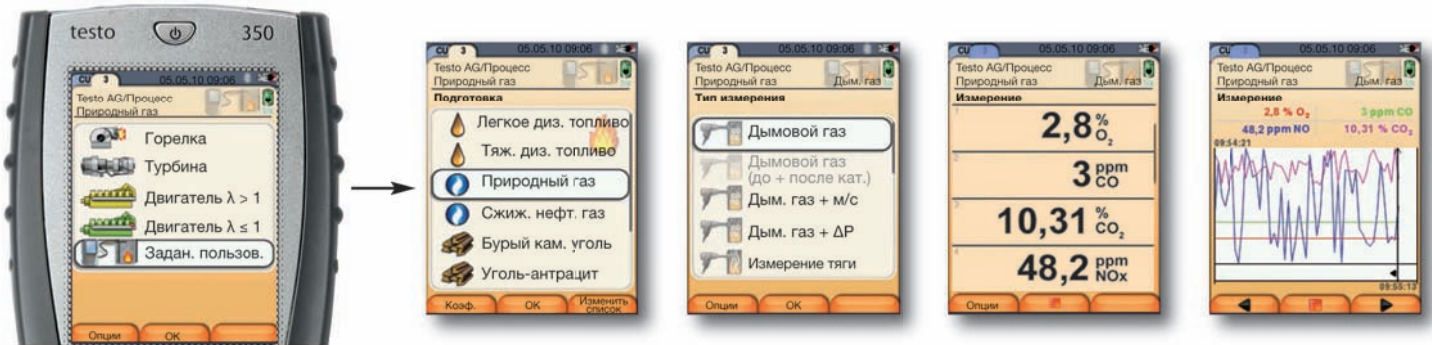 testo 350
CU 3 05.05.10 09:06
Testo AG/Процесс
Природный газ
Горелка
Турбина
Двигатель λ > 1
Двигатель λ ≤ 1
Задан. пользов.
Опции OK
CU 3 05.05.10 09:06
Testo AG/Процесс
Природный газ
Подготовка
Легкое диз. топливо
Тяж. диз. топливо
Природный газ
Сжиж. нефт. газ
Бурый кам. уголь
Уголь-антрацит
Коэф. OK Изменить
список
CU 3 05.05.10 09:06
Testo AG/Процесс
Природный газ Дым. газ
Тип измерения
Дымовой газ
Дымовой газ
(до + после кат.)
Дым. газ + м/с
Дым. газ + ΔP
Измерение тяги
Опции OK
CU 3 05.05.10 09:06
Testo AG/Процесс
Природный газ Дым. газ
Измерение
1 2,8 % O₂
2 3 ppm CO
3 10,31 % CO₂
4 48,2 ppm NOx
Опции
CU 3 05.05.10 09:06
Testo AG/Процесс
Природный газ Дым. газ
Измерение
2,8 % O₂ 3 ppm CO
48,2 ppm NO 10,31 % CO₂
09:54:21
09:55:13